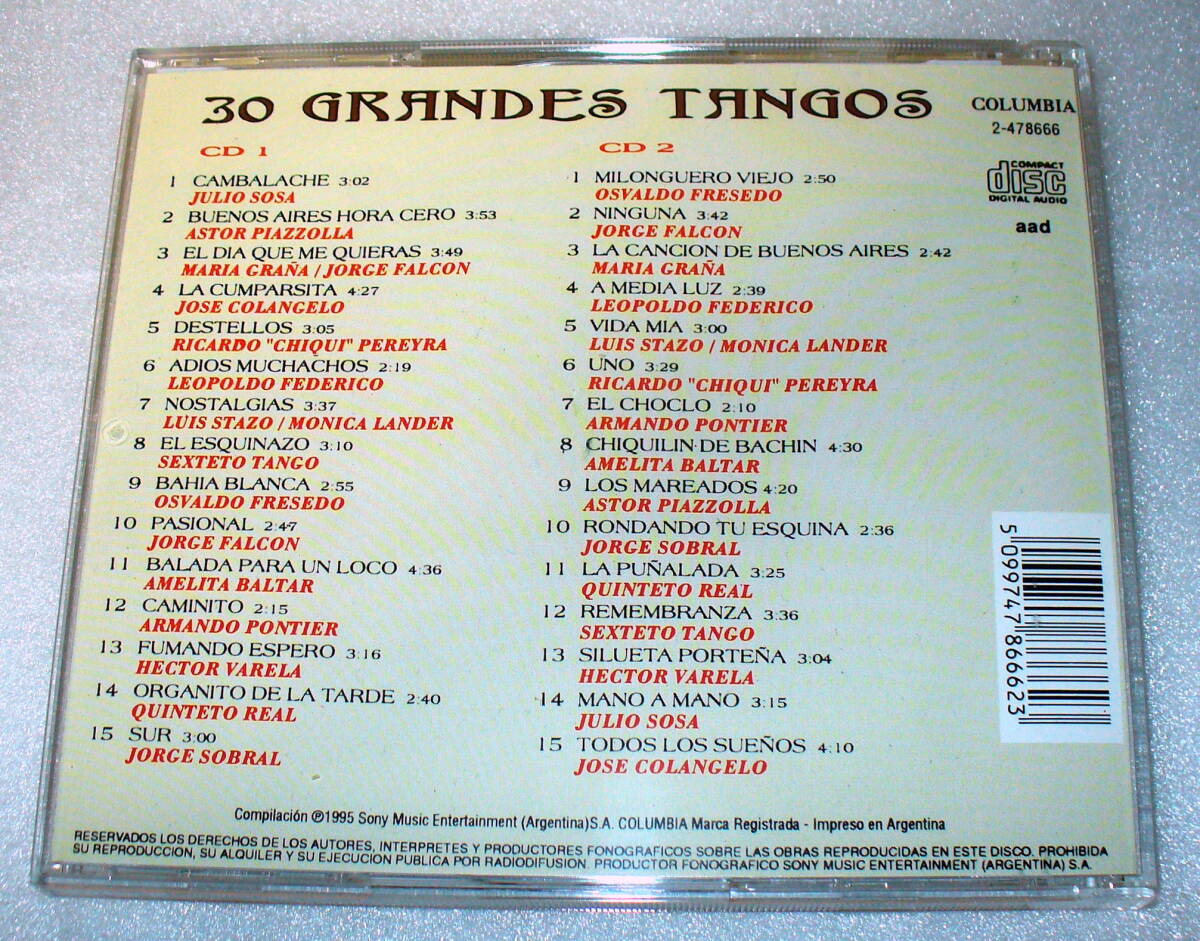 30 GRANDES TANGOS
COLUMBIA
2-478666
COMPACT
disc
DIGITAL AUDIO
aad
CD 1
1 CAMBALACHE 3:02
JULIO SOSA
2 BUENOS AIRES HORA CERO 3:53
ASTOR PIAZZOLLA
3 EL DIA QUE ME QUIERAS 3:49
MARIA GRAÑA / JORGE FALCON
4 LA CUMPARSITA 4:27
JOSE COLANGELO
5 DESTELLOS 3:05
RICARDO "CHIQUI" PEREYRA
6 ADIOS MUCHACHOS 2:19
LEOPOLDO FEDERICO
7 NOSTALGIAS 3:37
LUIS STAZO / MONICA LANDER
8 EL ESQUINAZO 3:10
SEXTETO TANGO
9 BAHIA BLANCA 2:55
OSVALDO FRESEDO
10 PASIONAL 2:47
JORGE FALCON
11 BALADA PARA UN LOCO 4:36
AMELITA BALTAR
12 CAMINITO 2:15
ARMANDO PONTIER
13 FUMANDO ESPERO 3:16
HECTOR VARELA
14 ORGANITO DE LA TARDE 2:40
QUINTETO REAL
15 SUR 3:00
JORGE SOBRAL
CD 2
1 MILONGUERO VIEJO 2:50
OSVALDO FRESEDO
2 NINGUNA 3:42
JORGE FALCON
3 LA CANCION DE BUENOS AIRES 2:42
MARIA GRAÑA
4 A MEDIA LUZ 2:39
LEOPOLDO FEDERICO
5 VIDA MIA 3:00
LUIS STAZO / MONICA LANDER
6 UNO 3:29
RICARDO "CHIQUI" PEREYRA
7 EL CHOCLO 2:10
ARMANDO PONTIER
8 CHIQUILIN DE BACHIN 4:30
AMELITA BALTAR
9 LOS MAREADOS 4:20
ASTOR PIAZZOLLA
10 RONDANDO TU ESQUINA 2:36
JORGE SOBRAL
11 LA PUÑALADA 3:25
QUINTETO REAL
12 REMEMBRANZA 3:36
SEXTETO TANGO
13 SILUETA PORTEÑA 3:04
HECTOR VARELA
14 MANO A MANO 3:15
JULIO SOSA
15 TODOS LOS SUEÑOS 4:10
JOSE COLANGELO
5 099747 866623
Compilación ℗1995 Sony Music Entertainment (Argentina)S.A. COLUMBIA Marca Registrada - Impreso en Argentina
RESERVADOS LOS DERECHOS DE LOS AUTORES, INTERPRETES Y PRODUCTORES FONOGRAFICOS SOBRE LAS OBRAS REPRODUCIDAS EN ESTE DISCO. PROHIBIDA
SU REPRODUCCION, SU ALQUILER Y SU EJECUCION PUBLICA POR RADIODIFUSION. PRODUCTOR FONOGRAFICO SONY MUSIC ENTERTAINMENT (ARGENTINA) S.A.